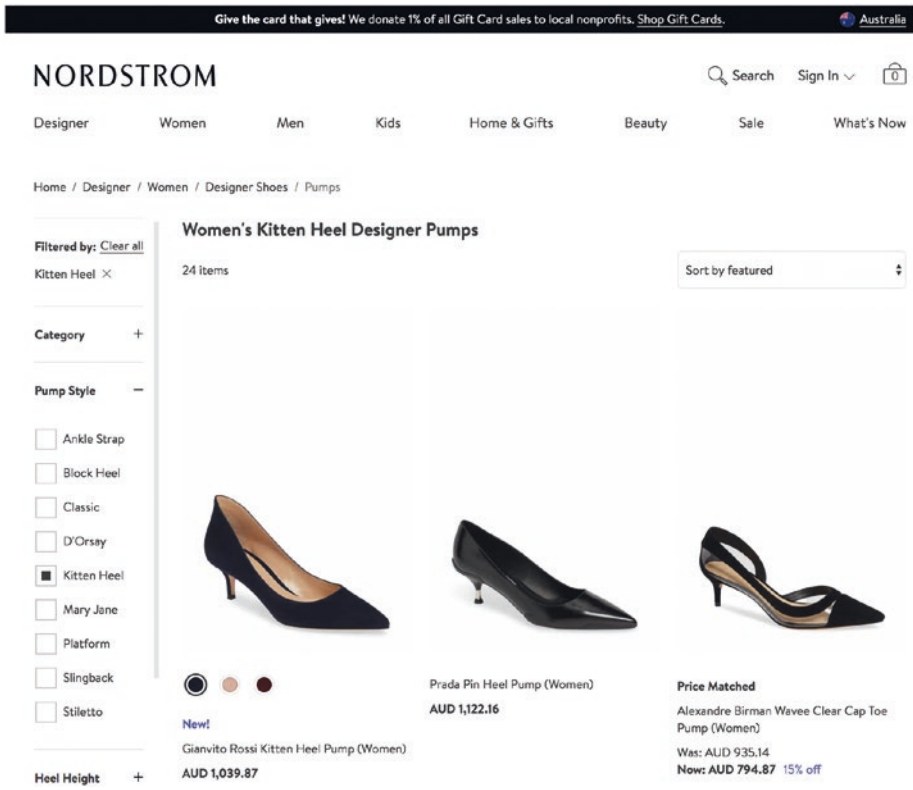 Give the card that gives! We donate 1% of all Gift Card sales to local nonprofits. Shop Gift Cards.
Australia
NORDSTROM
Search
Sign In
0
Designer
Women
Men
Kids
Home & Gifts
Beauty
Sale
What's Now
Home / Designer / Women / Designer Shoes / Pumps
Filtered by: Clear all
Kitten Heel ×
Category +
Pump Style –
Ankle Strap
Block Heel
Classic
D'Orsay
Kitten Heel
Mary Jane
Platform
Slingback
Stiletto
Heel Height +
Women's Kitten Heel Designer Pumps
24 items
Sort by featured
New!
Gianvito Rossi Kitten Heel Pump (Women)
AUD 1,039.87
Prada Pin Heel Pump (Women)
AUD 1,122.16
Price Matched
Alexandre Birman Wavee Clear Cap Toe
Pump (Women)
Was: AUD 935.14
Now: AUD 794.87 15% off